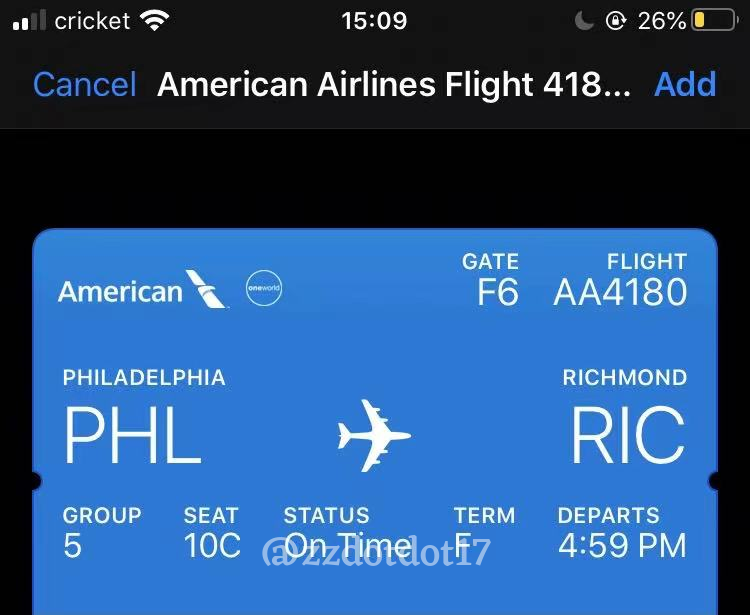 cricket 15:09 26%
Cancel American Airlines Flight 418... Add
GATE FLIGHT
American oneworld F6 AA4180
PHILADELPHIA RICHMOND
PHL RIC
GROUP SEAT STATUS TERM DEPARTS
5 10C On Time F 4:59 PM
@zzdotdot17